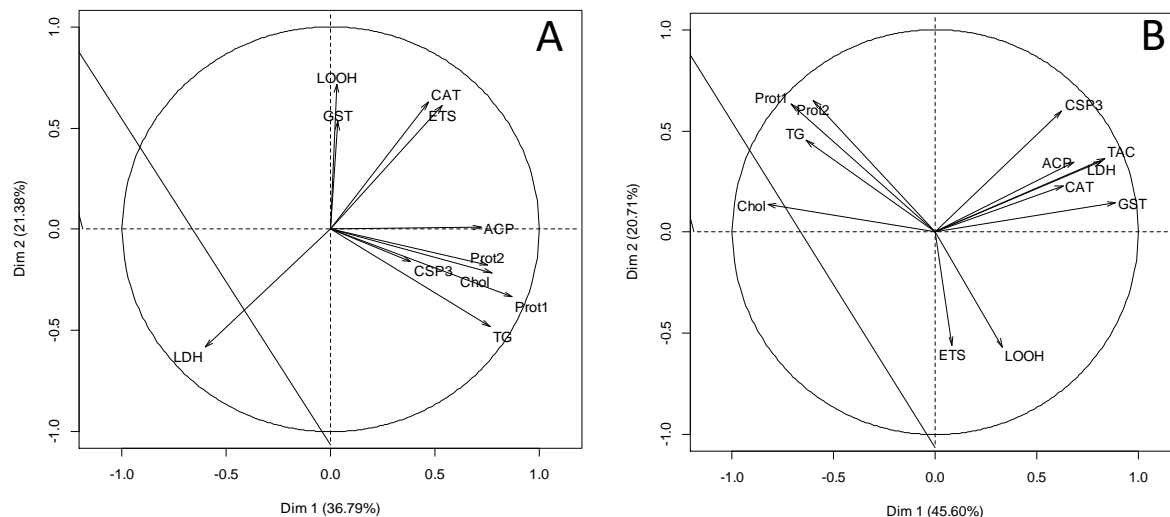 A
1.0
0.5
0.0
-0.5
-1.0
Dim 2 (21.38%)
LOOH
CAT
GST
ETS
ACP
Prot2
CSP3
Chol
Prot1
TG
LDH
-1.0 -0.5 0.0 0.5 1.0
Dim 1 (36.79%)
B
1.0
0.5
0.0
-0.5
-1.0
Dim 2 (20.71%)
Prot1
Prot2
CSP3
TG
TAC
ACP
LDH
CAT
Chol
GST
ETS
LOOH
-1.0 -0.5 0.0 0.5 1.0
Dim 1 (45.60%)